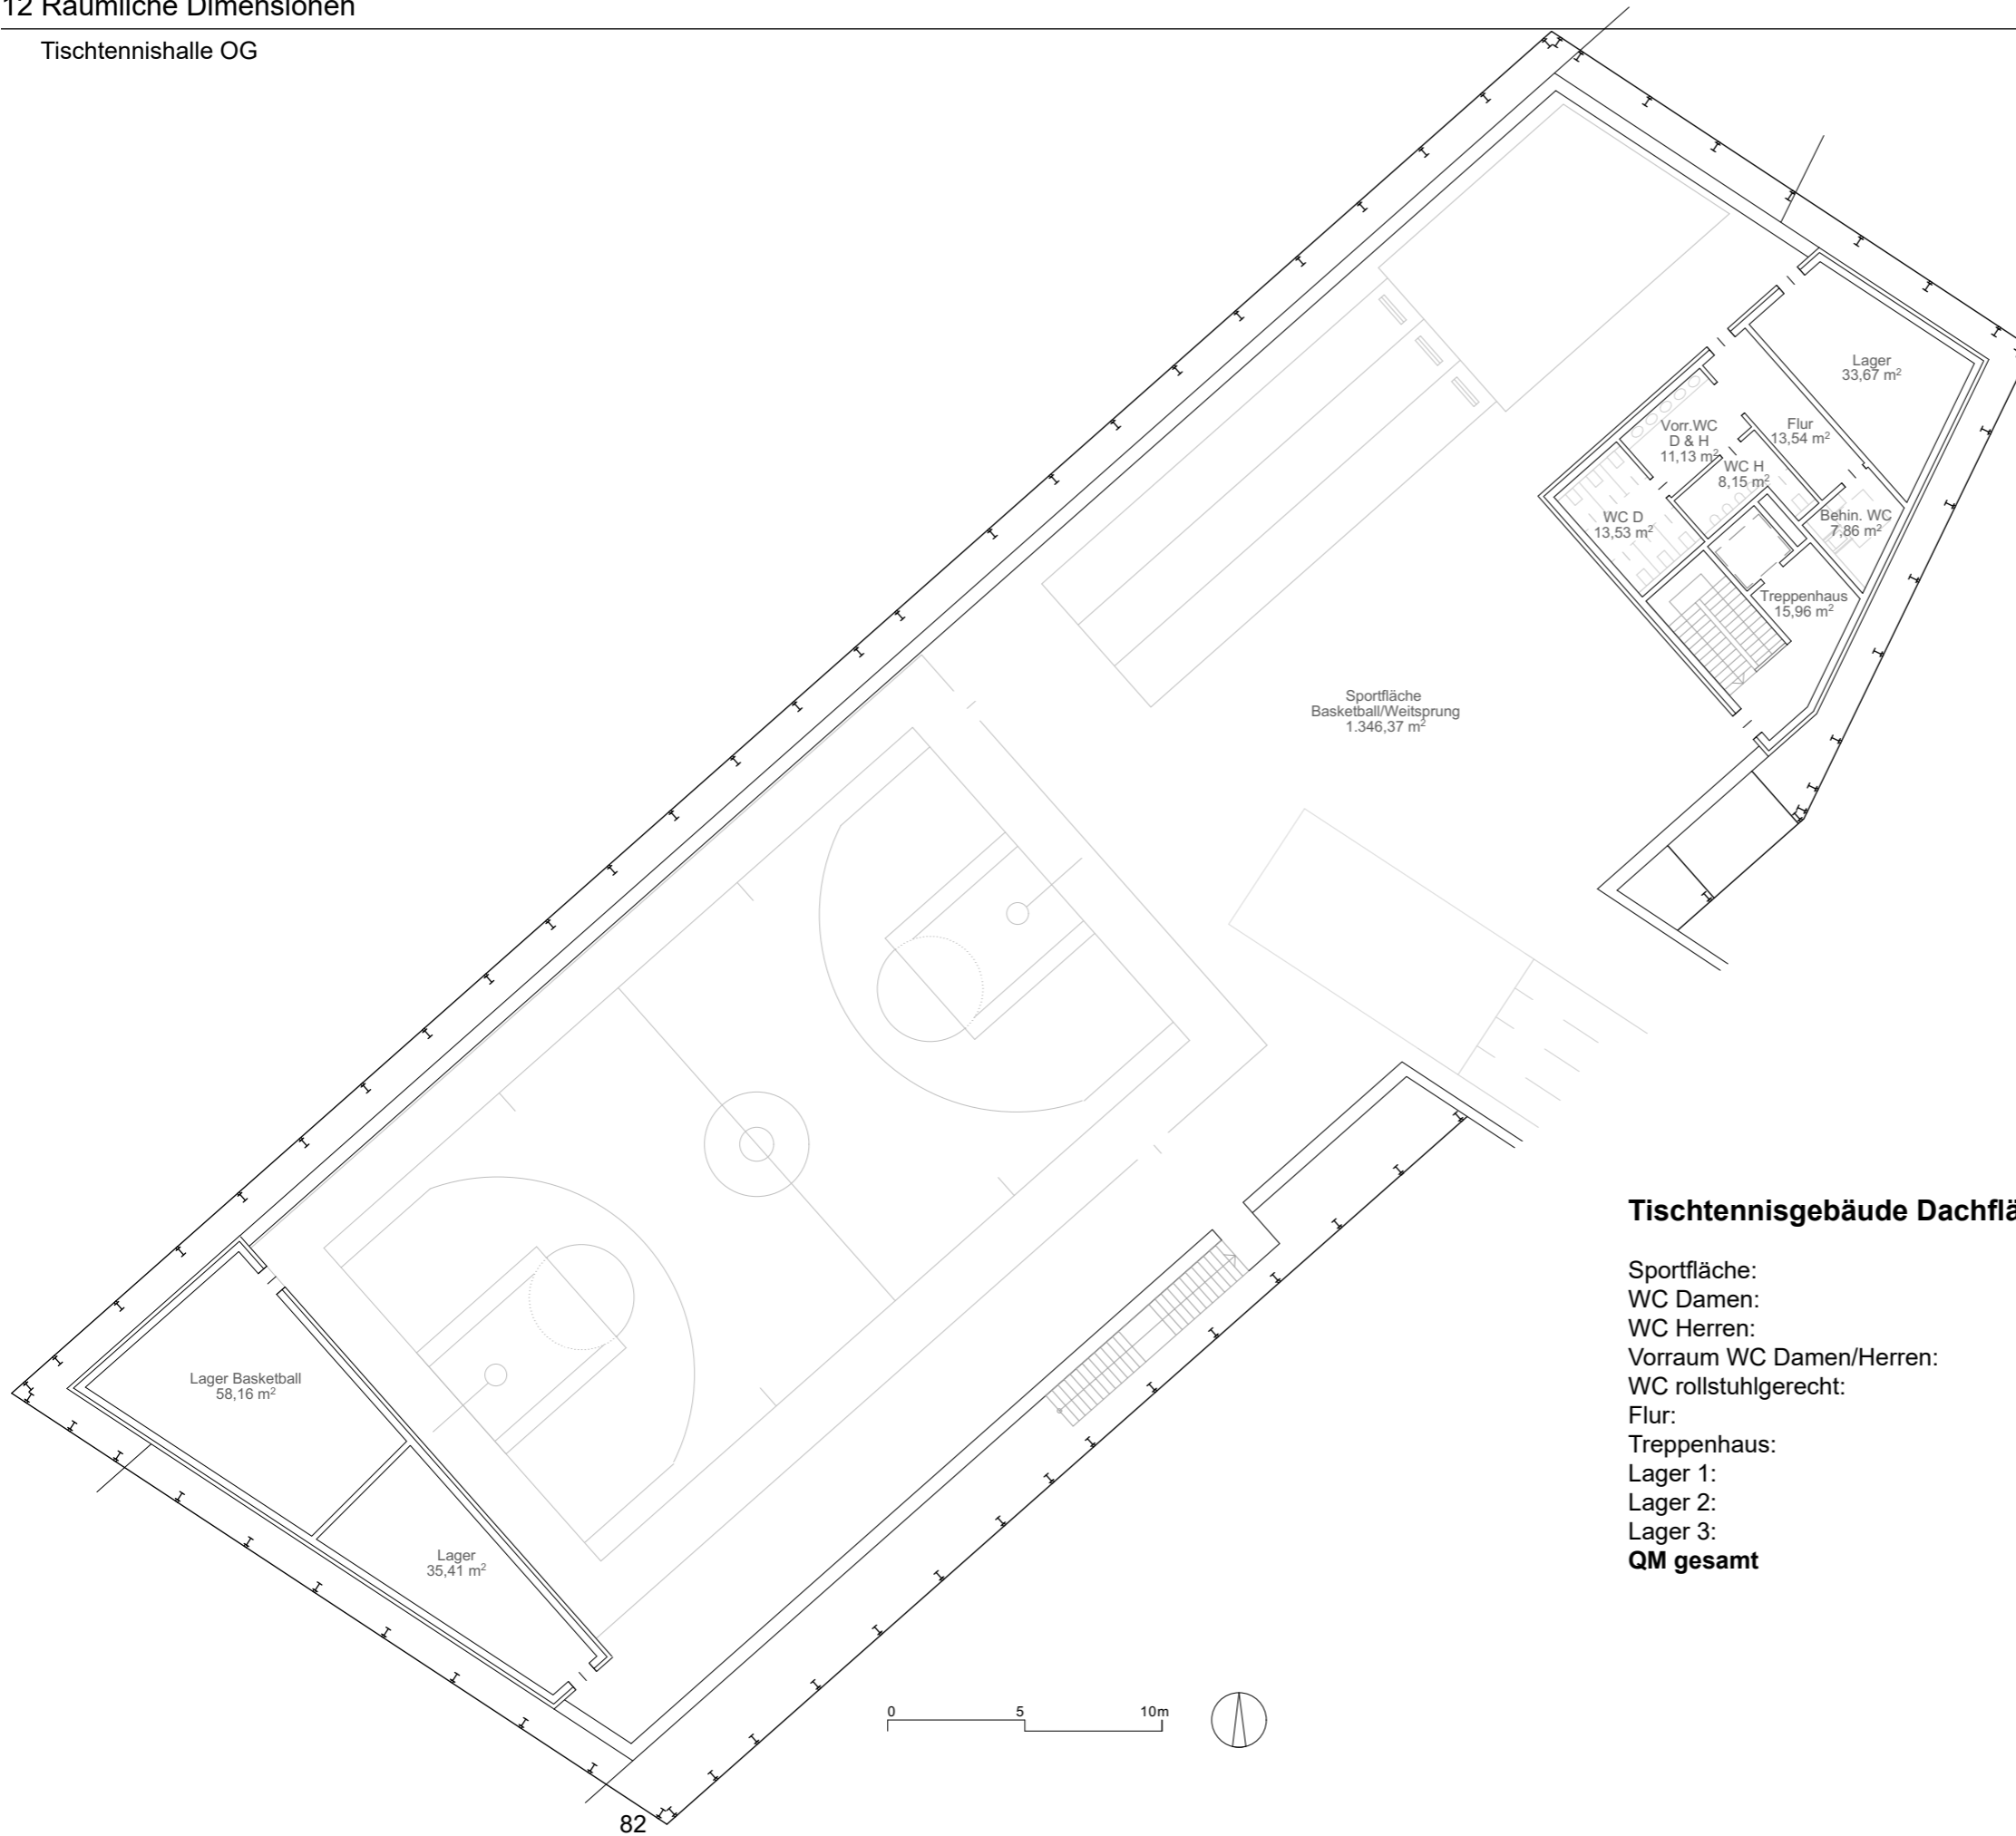 12 Räumliche Dimensionen
Tischtennishalle OG
Lager
33,67 m²
Flur
13,54 m²
Vorr.WC
D & H
11,13 m²
WC H
8,15 m²
WC D
13,53 m²
Behin. WC
7,86 m²
Treppenhaus
15,96 m²
Sportfläche
Basketball/Weitsprung
1.346,37 m²
Lager Basketball
58,16 m²
Lager
35,41 m²
Tischtennisgebäude Dachflä
Sportfläche:
WC Damen:
WC Herren:
Vorraum WC Damen/Herren:
WC rollstuhlgerecht:
Flur:
Treppenhaus:
Lager 1:
Lager 2:
Lager 3:
QM gesamt
0 5 10m
82